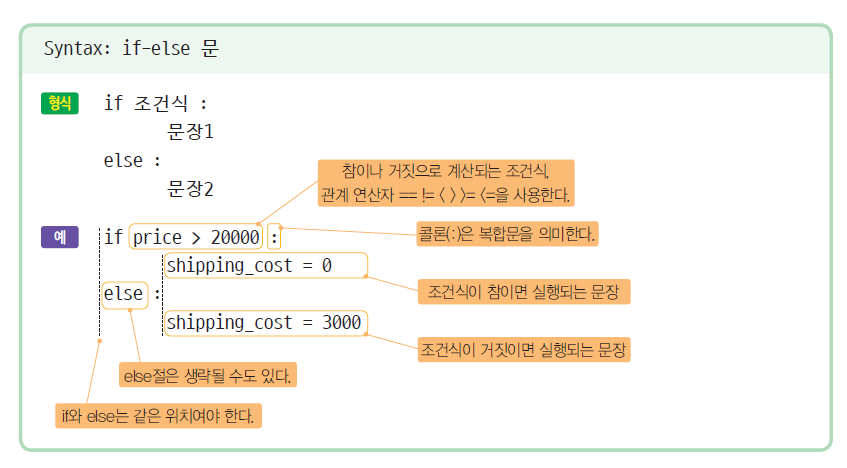 Syntax: if-else 문
형식 if 조건식 :
문장1
else :
문장2
참이나 거짓으로 계산되는 조건식,
관계 연산자 == != < > >= <=을 사용한다.
예 if price > 20000 :
콜론(:)은 복합문을 의미한다.
shipping_cost = 0
조건식이 참이면 실행되는 문장
else :
shipping_cost = 3000
조건식이 거짓이면 실행되는 문장
else절은 생략될 수도 있다.
if와 else는 같은 위치여야 한다.